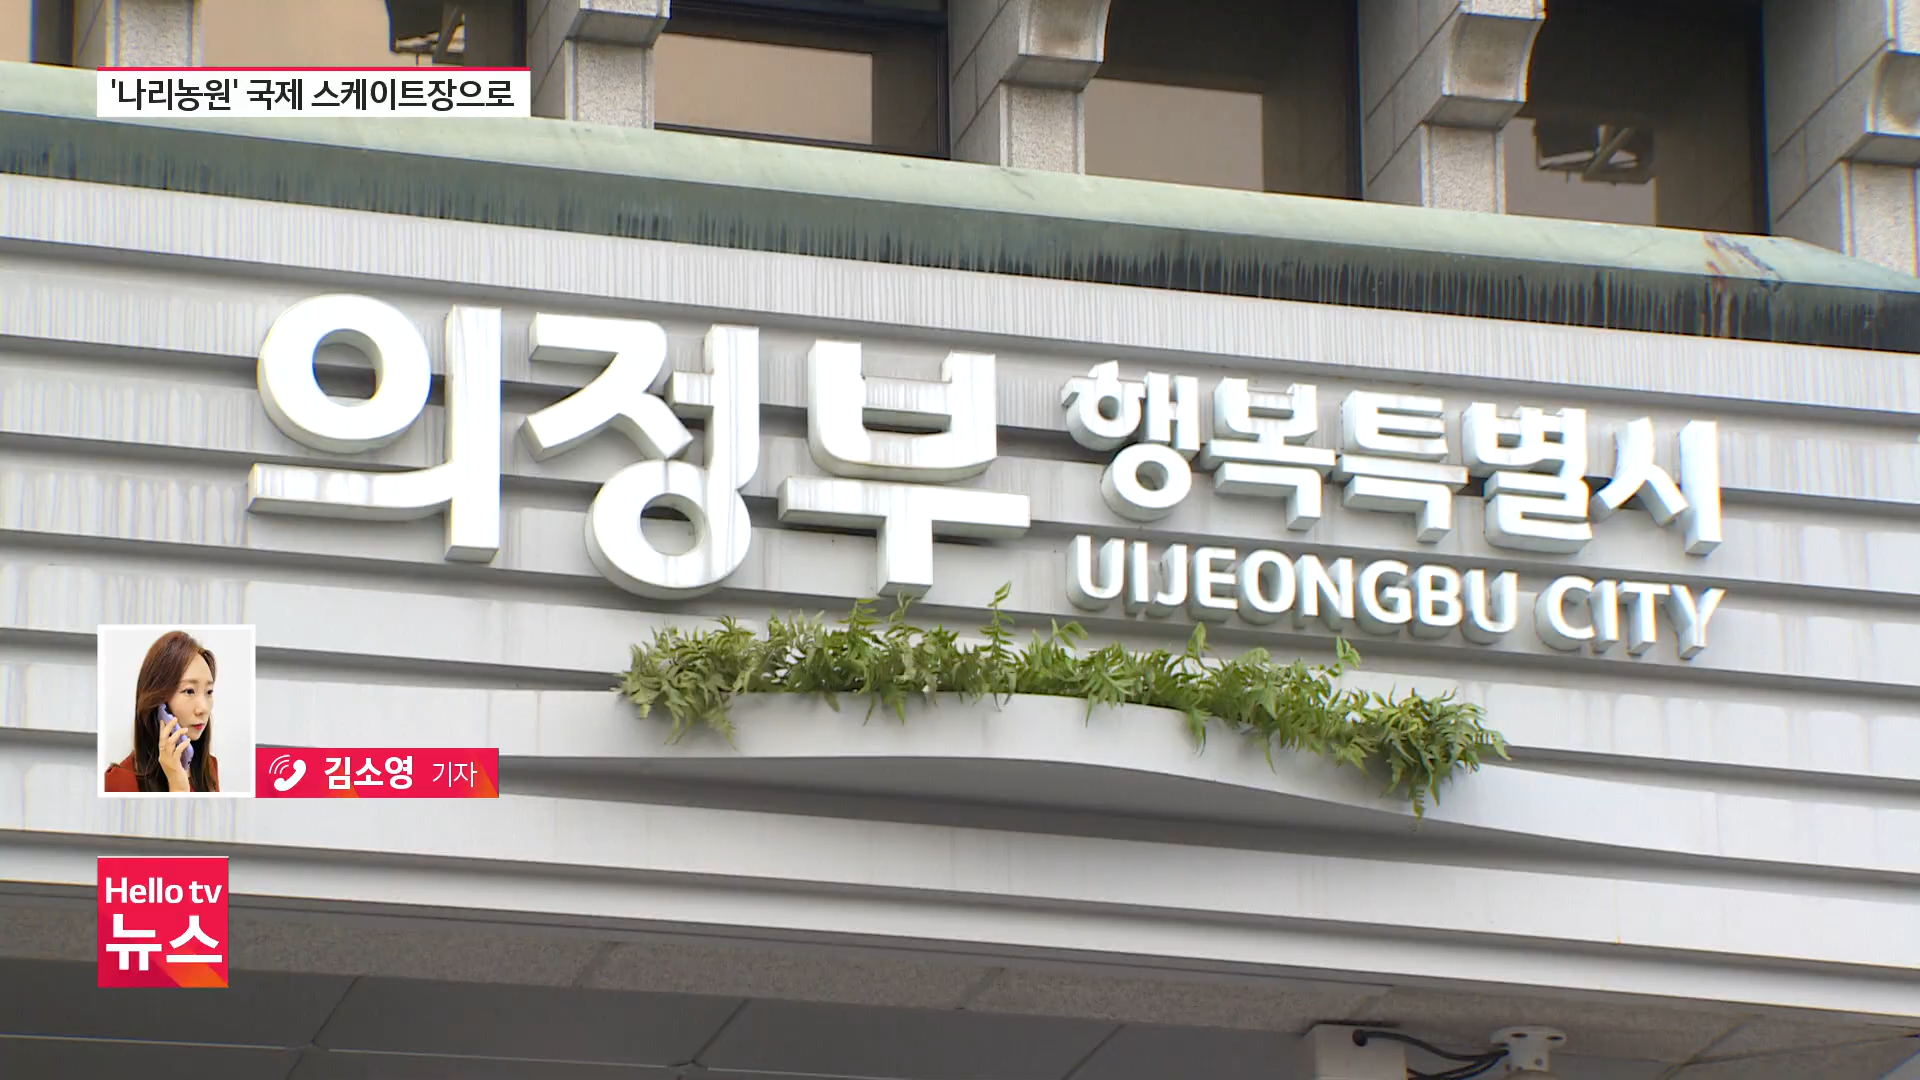 '나리농원' 국제 스케이트장으로
의정부 행복특별시
UIJEONGBU CITY
김소영 기자
Hello tv
뉴스